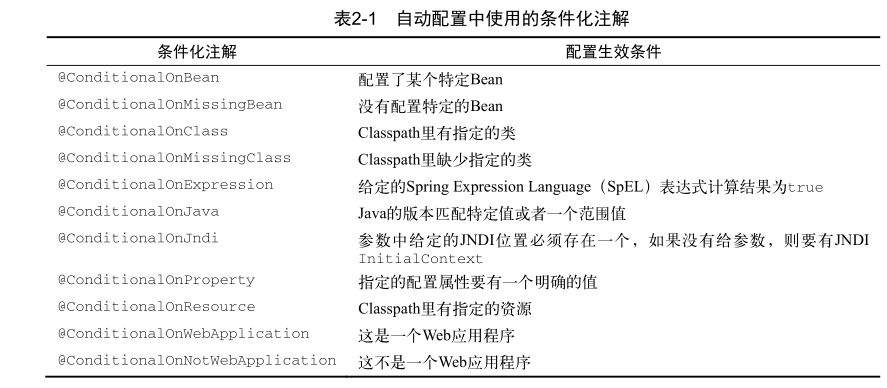 表2-1 自动配置中使用的条件化注解
条件化注解 配置生效条件
@ConditionalOnBean 配置了某个特定Bean
@ConditionalOnMissingBean 没有配置特定的Bean
@ConditionalOnClass Classpath里有指定的类
@ConditionalOnMissingClass Classpath里缺少指定的类
@ConditionalOnExpression 给定的Spring Expression Language（SpEL）表达式计算结果为true
@ConditionalOnJava Java的版本匹配特定值或者一个范围值
@ConditionalOnJndi 参数中给定的JNDI位置必须存在一个，如果没有给参数，则要有JNDI
InitialContext
@ConditionalOnProperty 指定的配置属性要有一个明确的值
@ConditionalOnResource Classpath里有指定的资源
@ConditionalOnWebApplication 这是一个Web应用程序
@ConditionalOnNotWebApplication 这不是一个Web应用程序